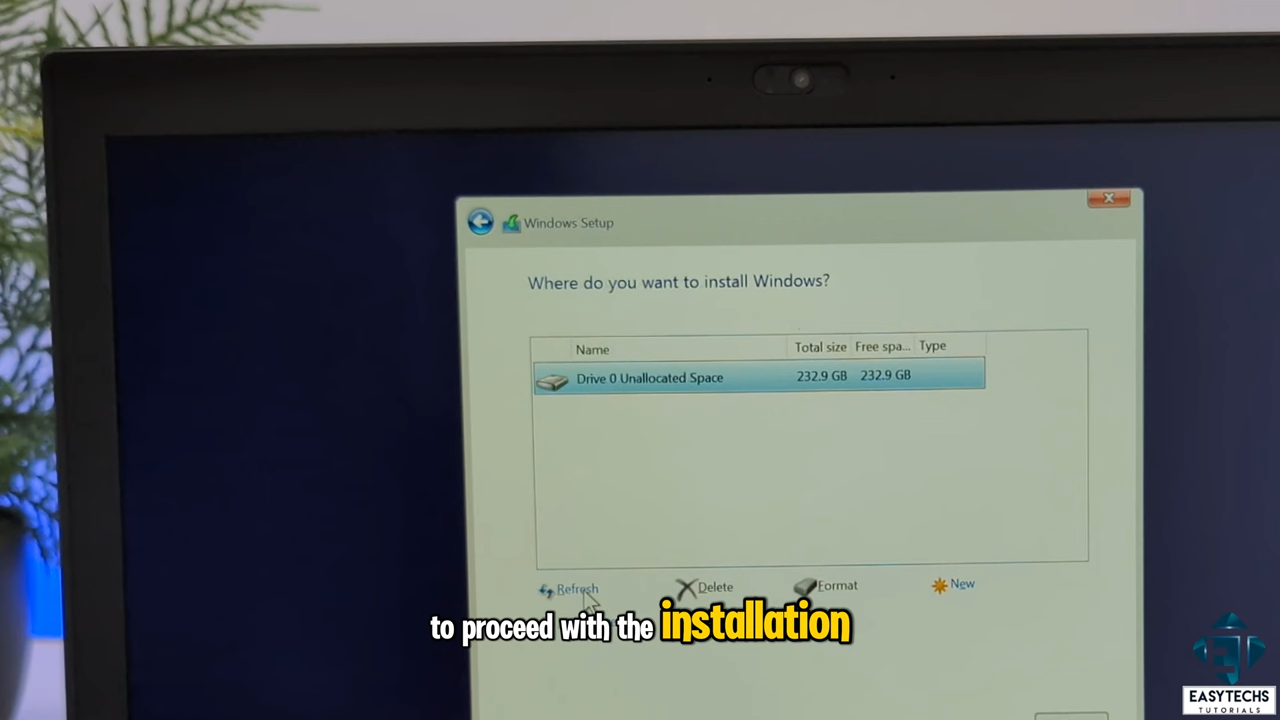 Windows Setup
Where do you want to install Windows?
Name Total size Free spa... Type
Drive 0 Unallocated Space 232.9 GB 232.9 GB
Refresh Delete Format New
to proceed with the installation
EASYTECHS
TUTORIALS